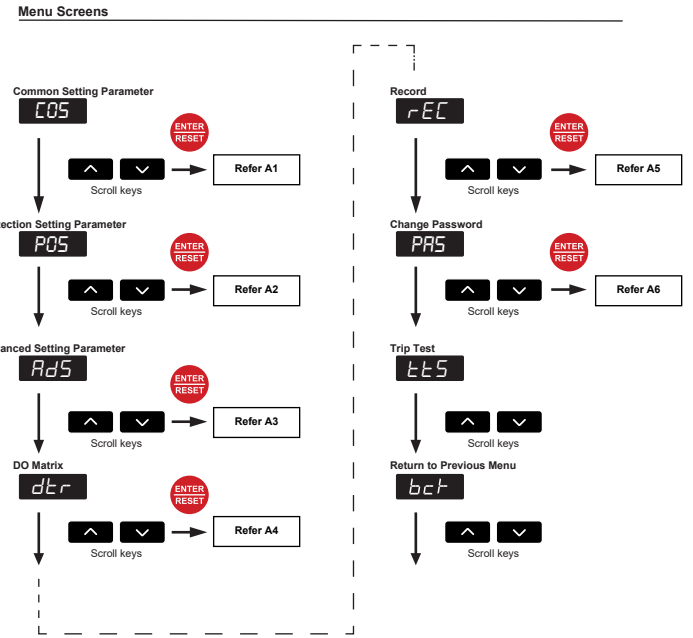 Menu Screens
Common Setting Parameter
COS
ENTER
RESET
Refer A1
Scroll keys
tection Setting Parameter
POS
ENTER
RESET
Refer A2
Scroll keys
anced Setting Parameter
AdS
ENTER
RESET
Refer A3
Scroll keys
DO Matrix
dtr
ENTER
RESET
Refer A4
Scroll keys
Record
rEC
ENTER
RESET
Refer A5
Scroll keys
Change Password
PAS
ENTER
RESET
Refer A6
Scroll keys
Trip Test
ttS
Scroll keys
Return to Previous Menu
bct
Scroll keys